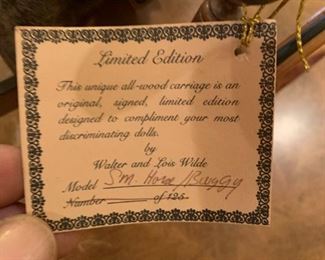 Limited Edition
This unique all-wood carriage is an
original, signed, limited edition
designed to compliment your most
discriminating dolls.
by
Walter and Lois Wilde
Model Sm. Horse/Buggy
Number of 125